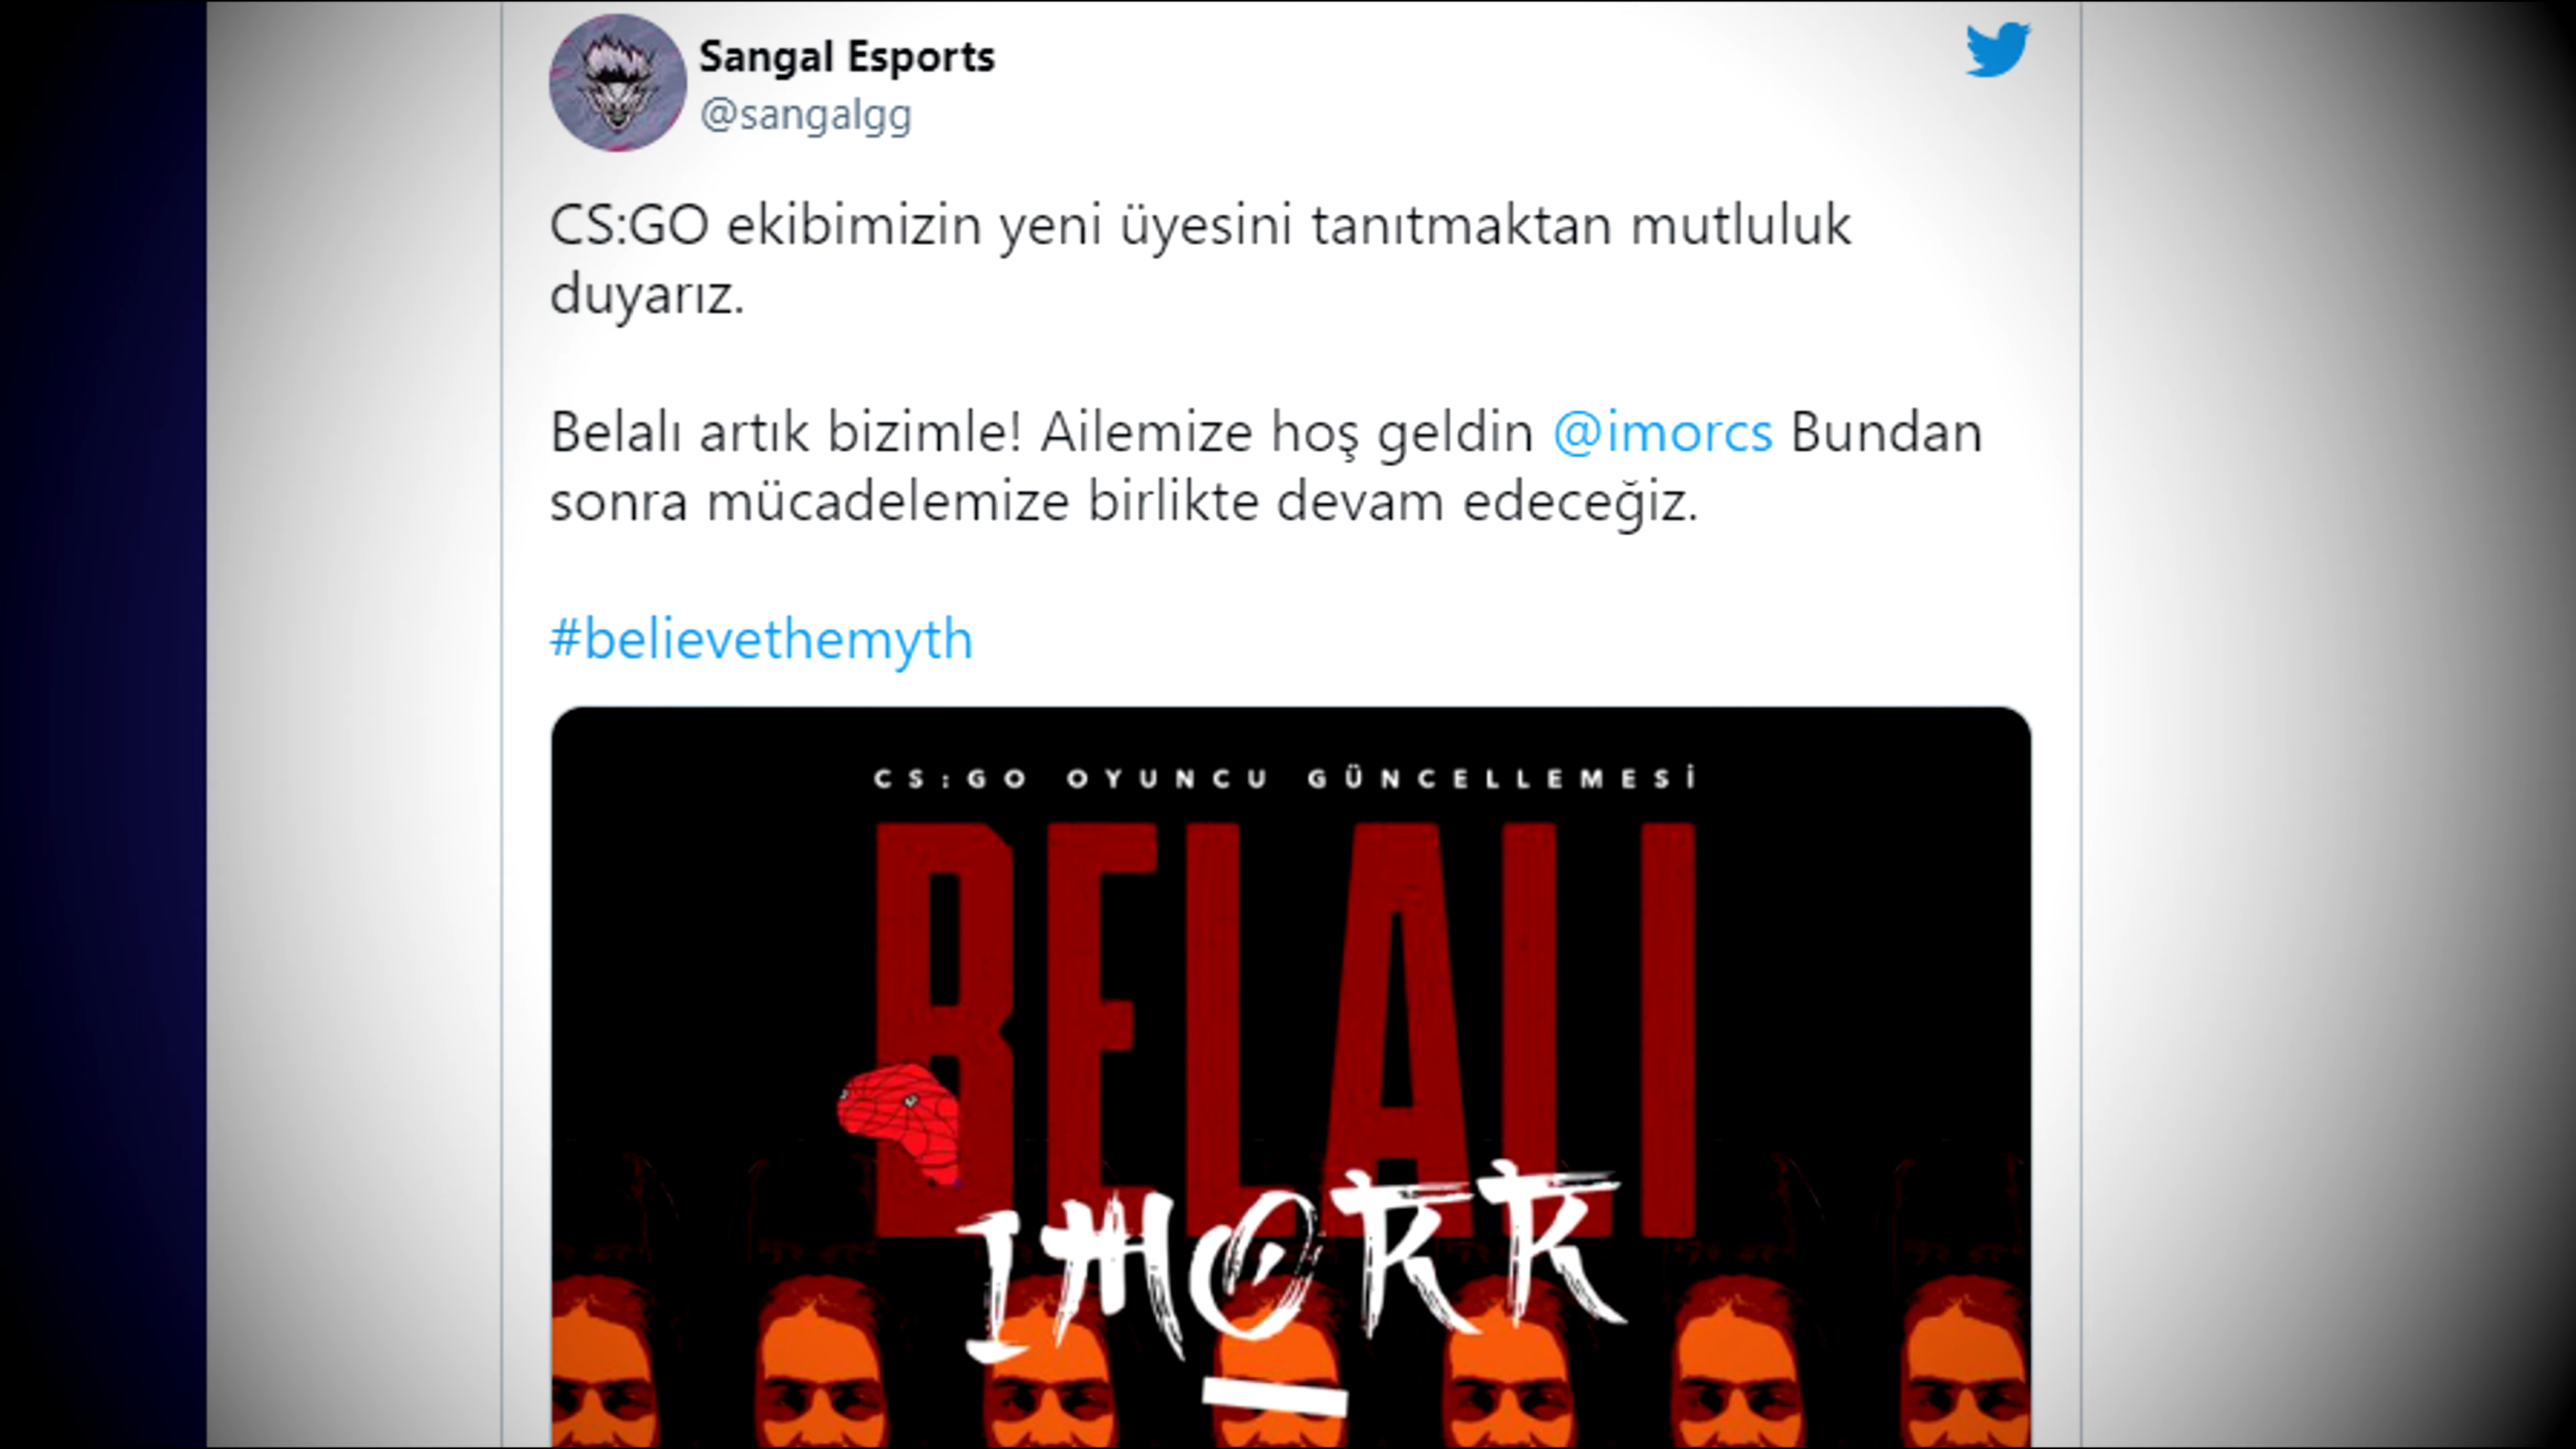 Sangal Esports
@sangalgg
CS:GO ekibimizin yeni üyesini tanıtmaktan mutluluk
duyarız.
Belalı artık bizimle! Ailemize hoş geldin @imorcs Bundan
sonra mücadelemize birlikte devam edeceğiz.
#believethemyth
CS:GO OYUNCU GÜNCELLEMESİ
BELALI
IMORR